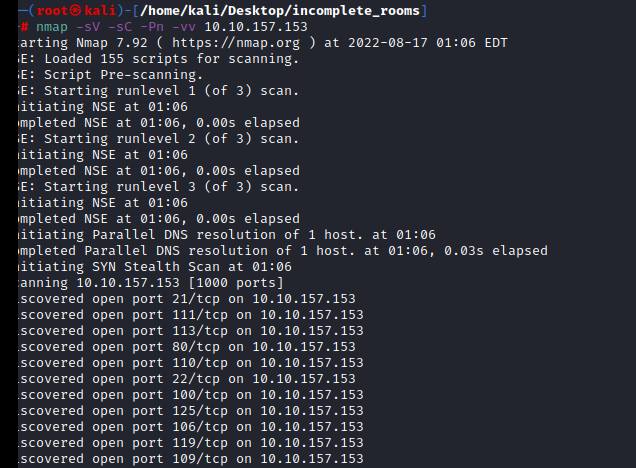 ─(root㉿kali)-[/home/kali/Desktop/incomplete_rooms]
# nmap -sV -sC -Pn -vv 10.10.157.153
arting Nmap 7.92 ( https://nmap.org ) at 2022-08-17 01:06 EDT
SE: Loaded 155 scripts for scanning.
SE: Script Pre-scanning.
SE: Starting runlevel 1 (of 3) scan.
nitiating NSE at 01:06
ompleted NSE at 01:06, 0.00s elapsed
SE: Starting runlevel 2 (of 3) scan.
nitiating NSE at 01:06
ompleted NSE at 01:06, 0.00s elapsed
SE: Starting runlevel 3 (of 3) scan.
nitiating NSE at 01:06
ompleted NSE at 01:06, 0.00s elapsed
nitiating Parallel DNS resolution of 1 host. at 01:06
ompleted Parallel DNS resolution of 1 host. at 01:06, 0.03s elapsed
nitiating SYN Stealth Scan at 01:06
canning 10.10.157.153 [1000 ports]
iscovered open port 21/tcp on 10.10.157.153
iscovered open port 111/tcp on 10.10.157.153
iscovered open port 113/tcp on 10.10.157.153
iscovered open port 80/tcp on 10.10.157.153
iscovered open port 110/tcp on 10.10.157.153
iscovered open port 22/tcp on 10.10.157.153
iscovered open port 100/tcp on 10.10.157.153
iscovered open port 125/tcp on 10.10.157.153
iscovered open port 106/tcp on 10.10.157.153
iscovered open port 119/tcp on 10.10.157.153
iscovered open port 109/tcp on 10.10.157.153